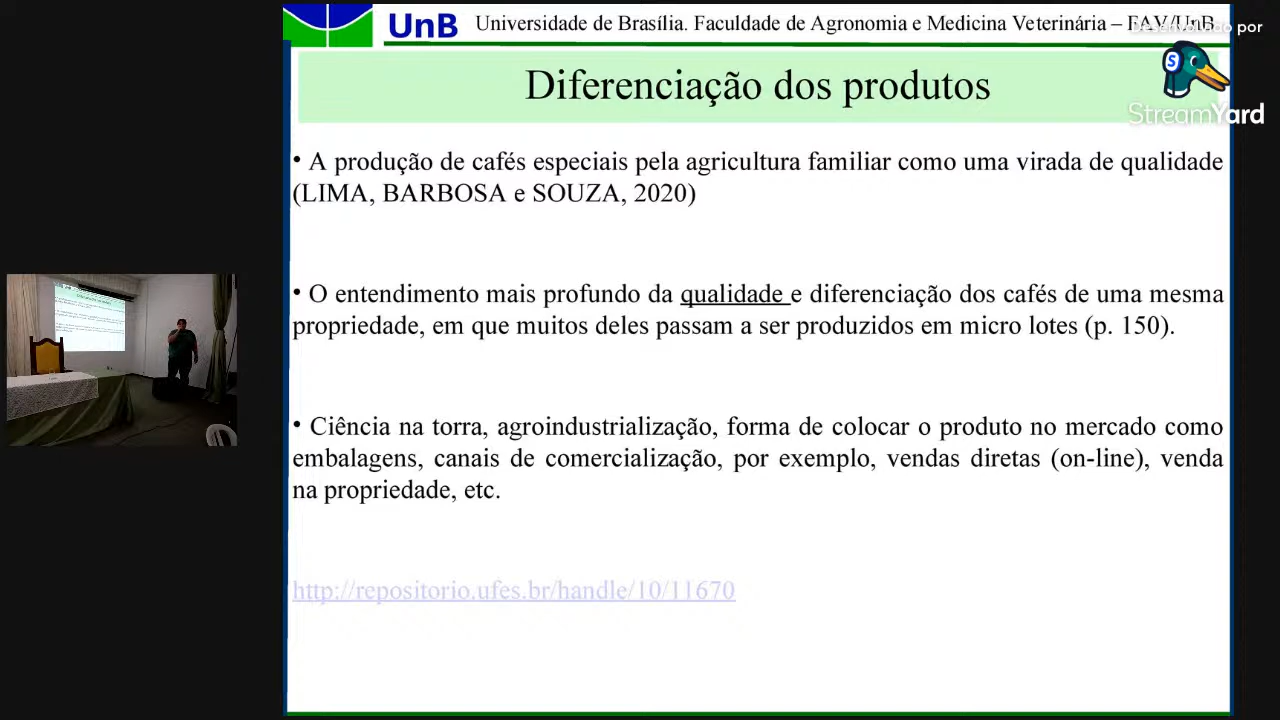 UnB
Universidade de Brasília. Faculdade de Agronomia e Medicina Veterinária – FAV/UnB
Desenvolvido por
StreamYard
Diferenciação dos produtos
• A produção de cafés especiais pela agricultura familiar como uma virada de qualidade
(LIMA, BARBOSA e SOUZA, 2020)
• O entendimento mais profundo da qualidade e diferenciação dos cafés de uma mesma
propriedade, em que muitos deles passam a ser produzidos em micro lotes (p. 150).
• Ciência na torra, agroindustrialização, forma de colocar o produto no mercado como
embalagens, canais de comercialização, por exemplo, vendas diretas (on-line), venda
na propriedade, etc.
http://repositorio.ufes.br/handle/10/11670